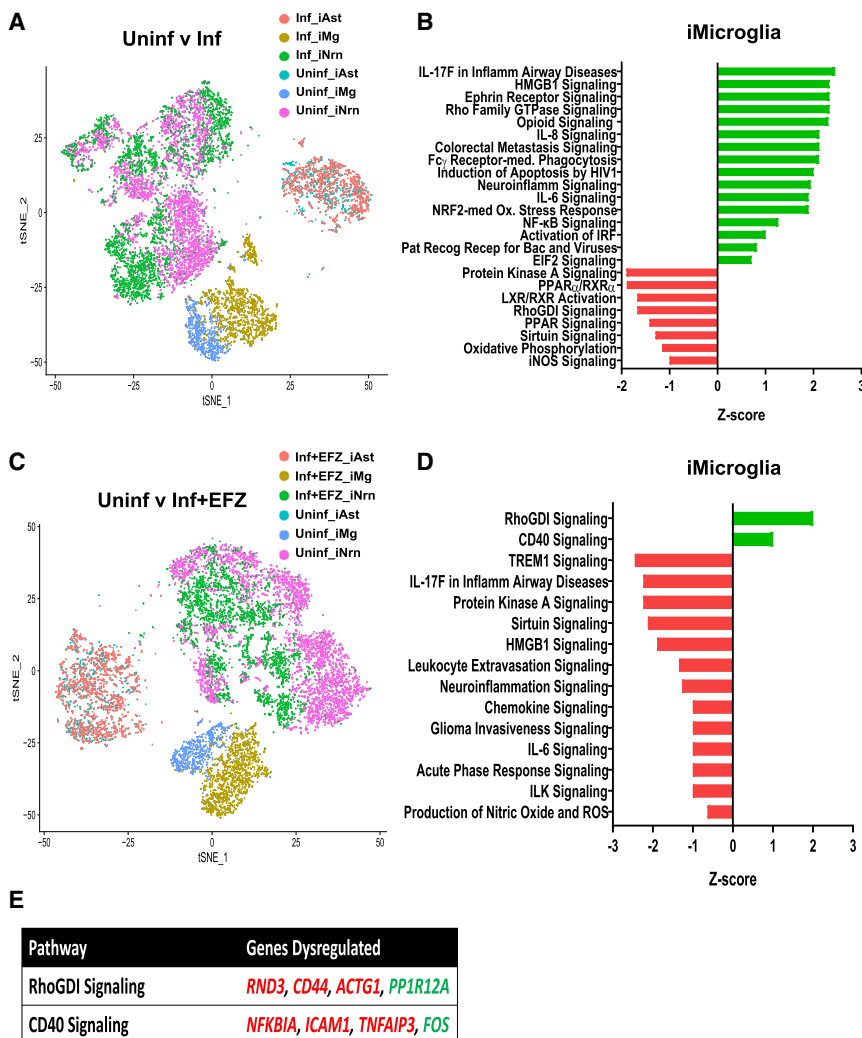 A
Uninf v Inf
Inf_iAst
Inf_iMg
Inf_iNrn
Uninf_iAst
Uninf_iMg
Uninf_iNrn
tSNE_2
25
0
−25
−50
−50
−25
0
25
50
tSNE_1
B
iMicroglia
IL-17F in Inflamm Airway Diseases
HMGB1 Signaling
Ephrin Receptor Signaling
Rho Family GTPase Signaling
Opioid Signaling
IL-8 Signaling
Colorectal Metastasis Signaling
Fcγ Receptor-med. Phagocytosis
Induction of Apoptosis by HIV1
Neuroinflamm Signaling
IL-6 Signaling
NRF2-med Ox. Stress Response
NF-κB Signaling
Activation of IRF
Pat Recog Recep for Bac and Viruses
EIF2 Signaling
Protein Kinase A Signaling
PPARα/RXRα
LXR/RXR Activation
RhoGDI Signaling
PPAR Signaling
Sirtuin Signaling
Oxidative Phosphorylation
iNOS Signaling
-2 -1 0 1 2 3
Z-score
C
Uninf v Inf+EFZ
Inf+EFZ_iAst
Inf+EFZ_iMg
Inf+EFZ_iNrn
Uninf_iAst
Uninf_iMg
Uninf_iNrn
tSNE_2
50
25
0
−25
−50
−50
−25
0
25
50
tSNE_1
D
iMicroglia
RhoGDI Signaling
CD40 Signaling
TREM1 Signaling
IL-17F in Inflamm Airway Diseases
Protein Kinase A Signaling
Sirtuin Signaling
HMGB1 Signaling
Leukocyte Extravasation Signaling
Neuroinflammation Signaling
Chemokine Signaling
Glioma Invasiveness Signaling
IL-6 Signaling
Acute Phase Response Signaling
ILK Signaling
Production of Nitric Oxide and ROS
-3 -2 -1 0 1 2 3
Z-score
E
Pathway Genes Dysregulated
RhoGDI Signaling RND3, CD44, ACTG1, PP1R12A
CD40 Signaling NFKBIA, ICAM1, TNFAIP3, FOS